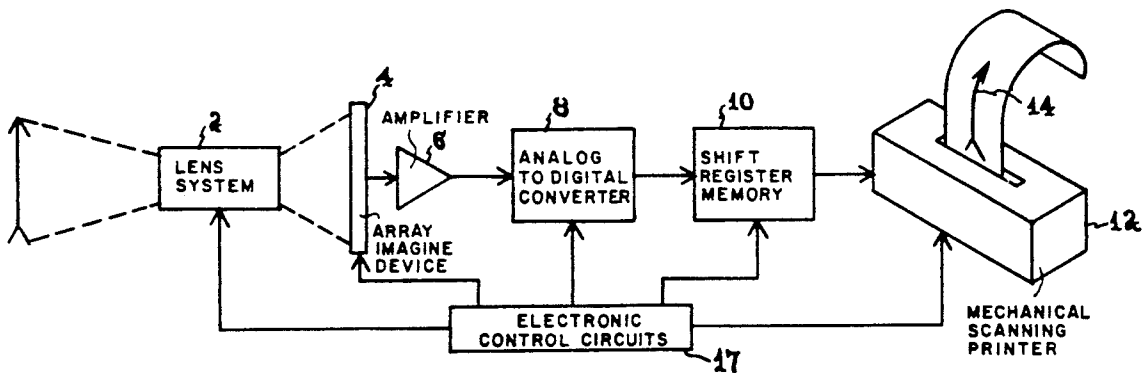 2
LENS
SYSTEM
4
AMPLIFIER
6
ARRAY
IMAGINE
DEVICE
8
ANALOG
TO DIGITAL
CONVERTER
10
SHIFT
REGISTER
MEMORY
14
12
MECHANICAL
SCANNING
PRINTER
ELECTRONIC
CONTROL CIRCUITS
17